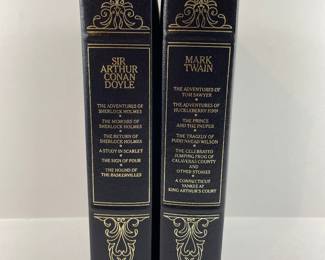 SIR
ARTHUR
CONAN
DOYLE
THE ADVENTURES OF
SHERLOCK HOLMES
THE MEMOIRS OF
SHERLOCK HOLMES
THE RETURN OF
SHERLOCK HOLMES
A STUDY IN SCARLET
THE SIGN OF FOUR
THE HOUND OF
THE BASKERVILLES
MARK
TWAIN
THE ADVENTURES OF
TOM SAWYER
THE ADVENTURES OF
HUCKLEBERRY FINN
THE PRINCE
AND THE PAUPER
THE TRAGEDY OF
PUDD'NHEAD WILSON
THE CELEBRATED
JUMPING FROG OF
CALAVERAS COUNTY
AND OTHER
STORIES
A CONNECTICUT
YANKEE AT
KING ARTHUR'S COURT